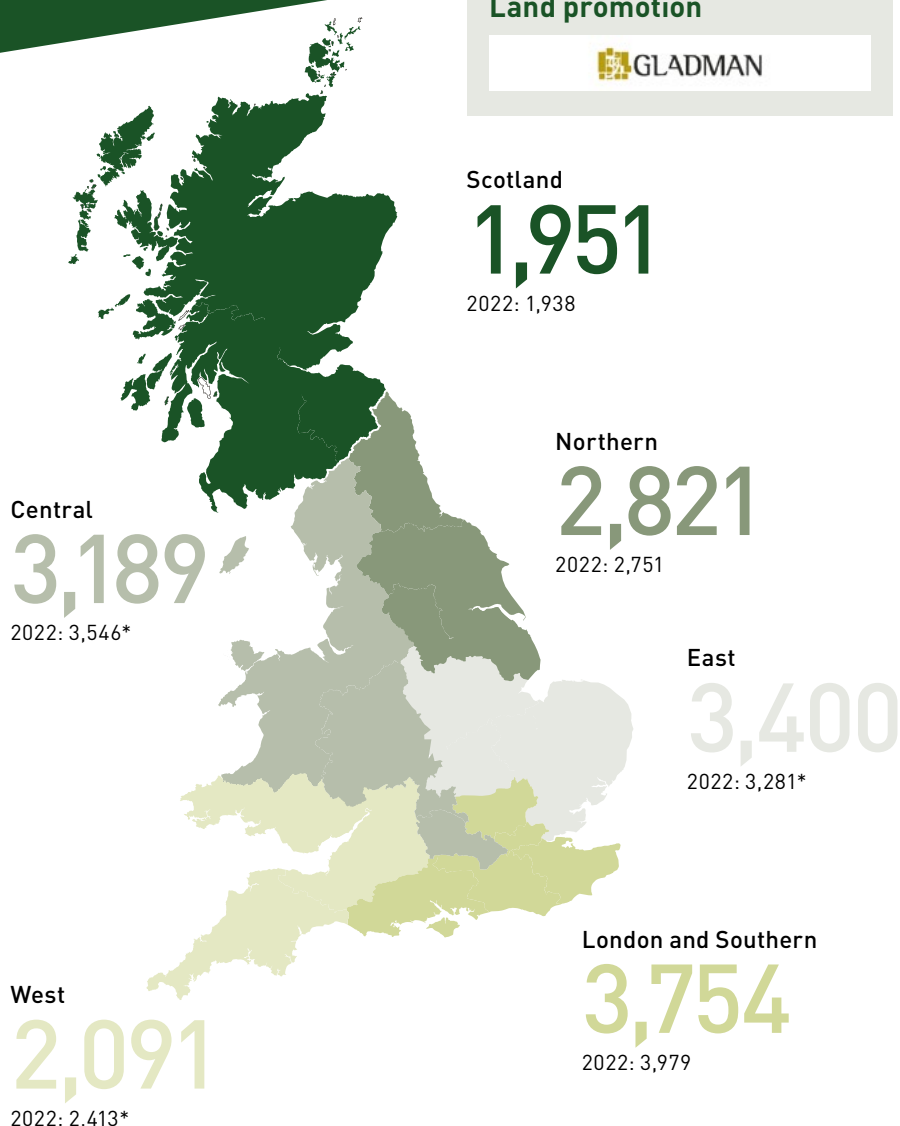 Land promotion
GLADMAN
Scotland
1,951
2022: 1,938
Northern
2,821
2022: 2,751
Central
3,189
2022: 3,546*
East
3,400
2022: 3,281*
London and Southern
3,754
2022: 3,979
West
2,091
2022: 2.413*